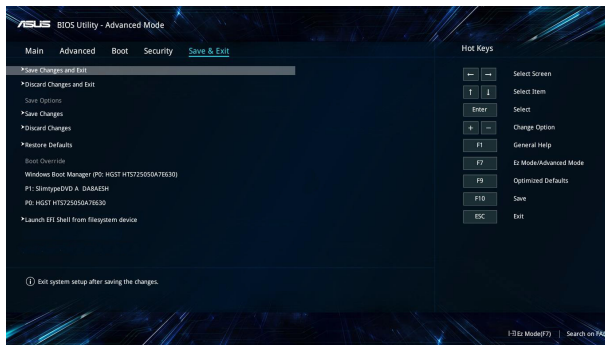 ASUS BIOS Utility - Advanced Mode
Main Advanced Boot Security Save & Exit
Hot Keys
Save Changes and Exit
Discard Changes and Exit
Save Options
Save Changes
Discard Changes
Restore Defaults
Boot Override
Windows Boot Manager (P0: HGST HTS725050A7E630)
P1: SlimtypeDVD A DA8AESH
P0: HGST HTS725050A7E630
Launch EFI Shell from filesystem device
← → Select Screen
↑ ↓ Select Item
Enter Select
+ − Change Option
F1 General Help
F7 Ez Mode/Advanced Mode
F9 Optimized Defaults
F10 Save
ESC Exit
Exit system setup after saving the changes.
Ez Mode(F7) | Search on FAQ